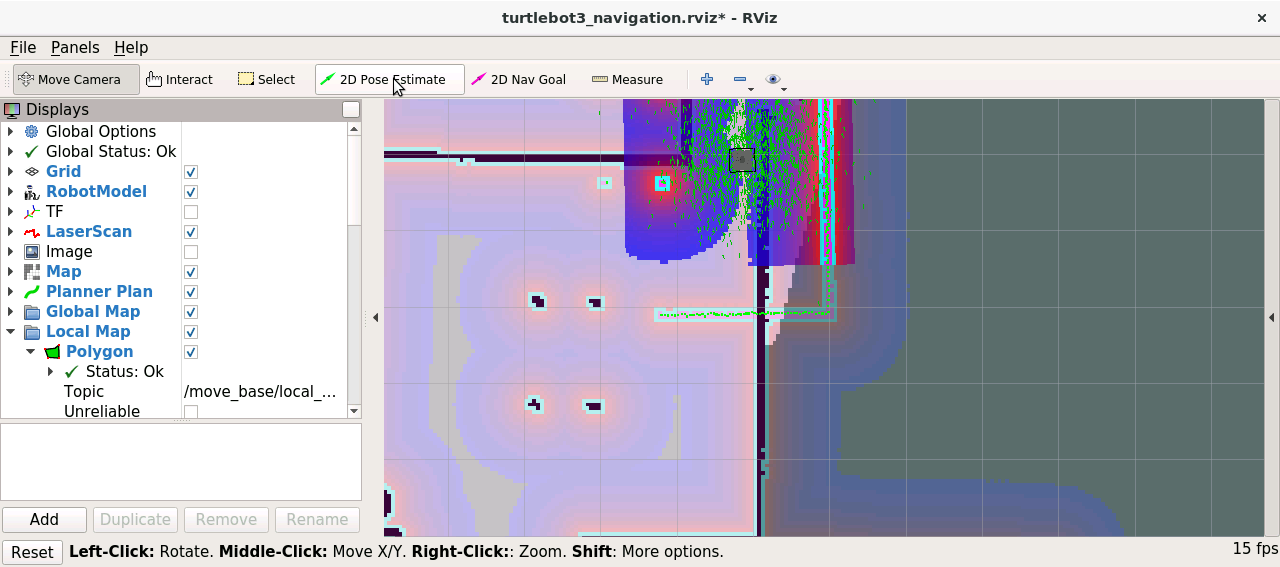 turtlebot3_navigation.rviz* - RViz
File Panels Help
Move Camera Interact Select 2D Pose Estimate 2D Nav Goal Measure
Displays
Global Options
Global Status: Ok
Grid
RobotModel
TF
LaserScan
Image
Map
Planner Plan
Global Map
Local Map
Polygon
Status: Ok
Topic /move_base/local_...
Unreliable
Add Duplicate Remove Rename
Reset Left-Click: Rotate. Middle-Click: Move X/Y. Right-Click:: Zoom. Shift: More options. 15 fps